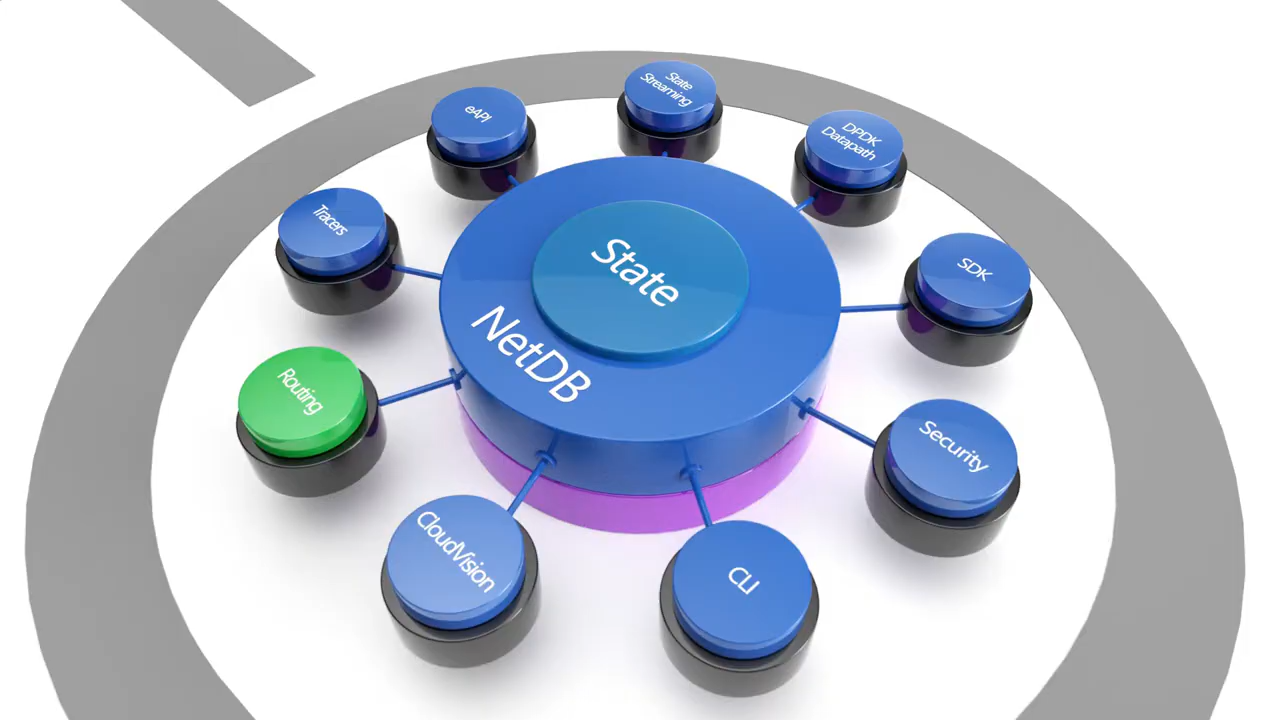 State
Streaming
eAPI
DPDK
Datapath
Tracers
State
SDK
NetDB
Routing
Security
CloudVision
CLI